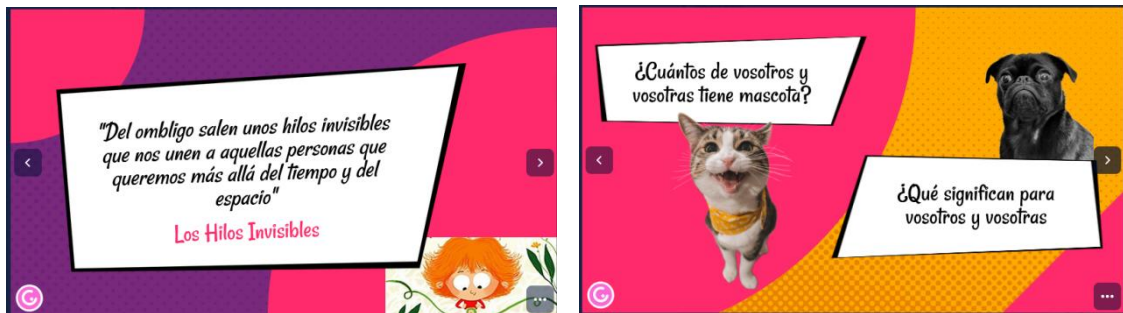 "Del ombligo salen unos hilos invisibles
que nos unen a aquellas personas que
queremos más allá del tiempo y del
espacio"
Los Hilos Invisibles
¿Cuántos de vosotros y
vosotras tiene mascota?
¿Qué significan para
vosotros y vosotras